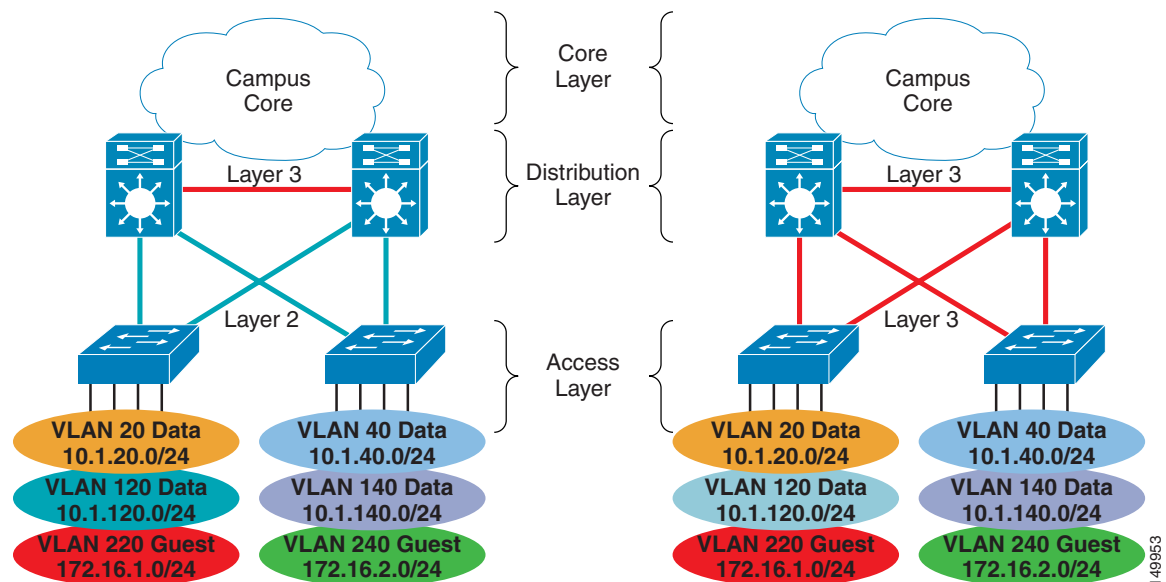 Campus
Core
Core
Layer
Campus
Core
Layer 3
Distribution
Layer
Layer 3
Layer 2
Layer 3
Access
Layer
VLAN 20 Data
10.1.20.0/24
VLAN 40 Data
10.1.40.0/24
VLAN 120 Data
10.1.120.0/24
VLAN 140 Data
10.1.140.0/24
VLAN 220 Guest
172.16.1.0/24
VLAN 240 Guest
172.16.2.0/24
VLAN 20 Data
10.1.20.0/24
VLAN 40 Data
10.1.40.0/24
VLAN 120 Data
10.1.120.0/24
VLAN 140 Data
10.1.140.0/24
VLAN 220 Guest
172.16.1.0/24
VLAN 240 Guest
172.16.2.0/24
149953